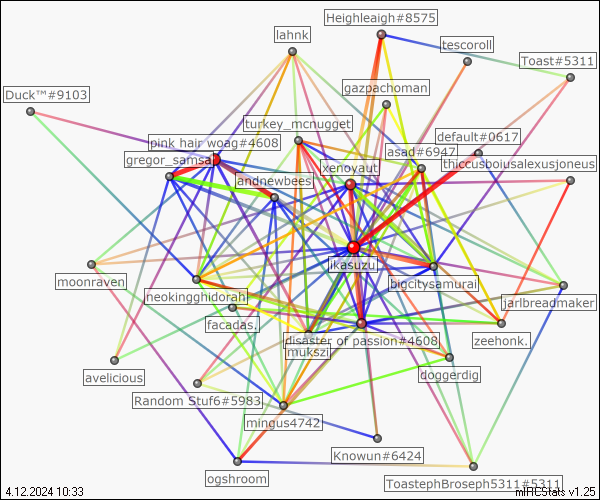 Heighleigh#8575
lahnk
tescoroll
Toast#5311
Duck™#9103
gazpachoman
turkey_mcnugget
default#0617
pink hair woag#4608
asad#6947
gregor_samsa
xenoyaut
thiccusboiusalexusjoneus
andnewbees
ikasuzu
moonraven
bigcitysamurai
neokingghidorah
jarlbreadmaker
facadas.
disaster of passion#4608
zeehonk.
mukszi
avelicious
doggerdig
Random Stuf6#5983
mingus4742
Knowun#6424
ogshroom
ToastephBroseph5311#5311
4.12.2024 10:33
mIRCStats v1.25